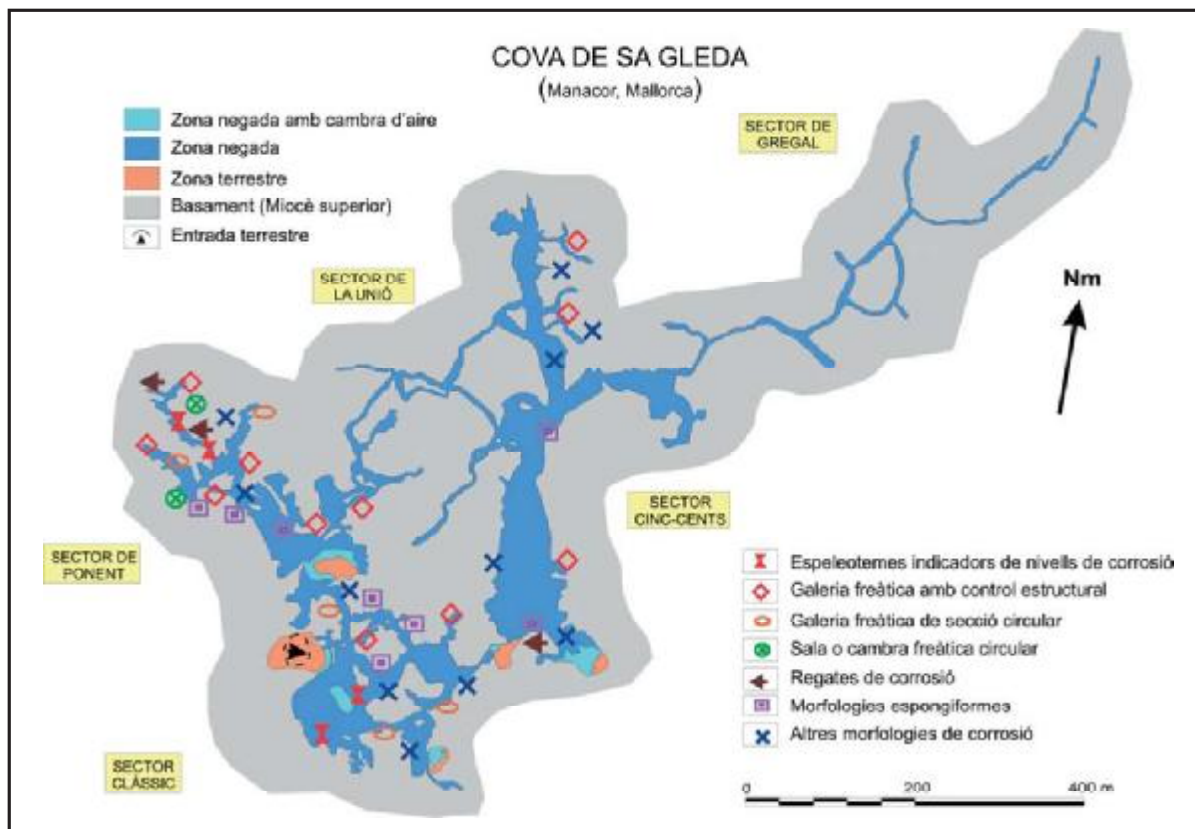 COVA DE SA GLEDA
(Manacor, Mallorca)
Zona negada amb cambra d'aire
Zona negada
Zona terrestre
Basament (Miocè superior)
Entrada terrestre
SECTOR DE
GREGAL
SECTOR DE
LA UNIÓ
Nm
SECTOR
CINC-CENTS
SECTOR DE
PONENT
SECTOR
CLÀSSIC
Espeleotemes indicadors de nivells de corrosió
Galeria freàtica amb control estructural
Galeria freàtica de secció circular
Sala o cambra freàtica circular
Regates de corrosió
Morfologies espongiformes
Altres morfologies de corrosió
0 200 400 m